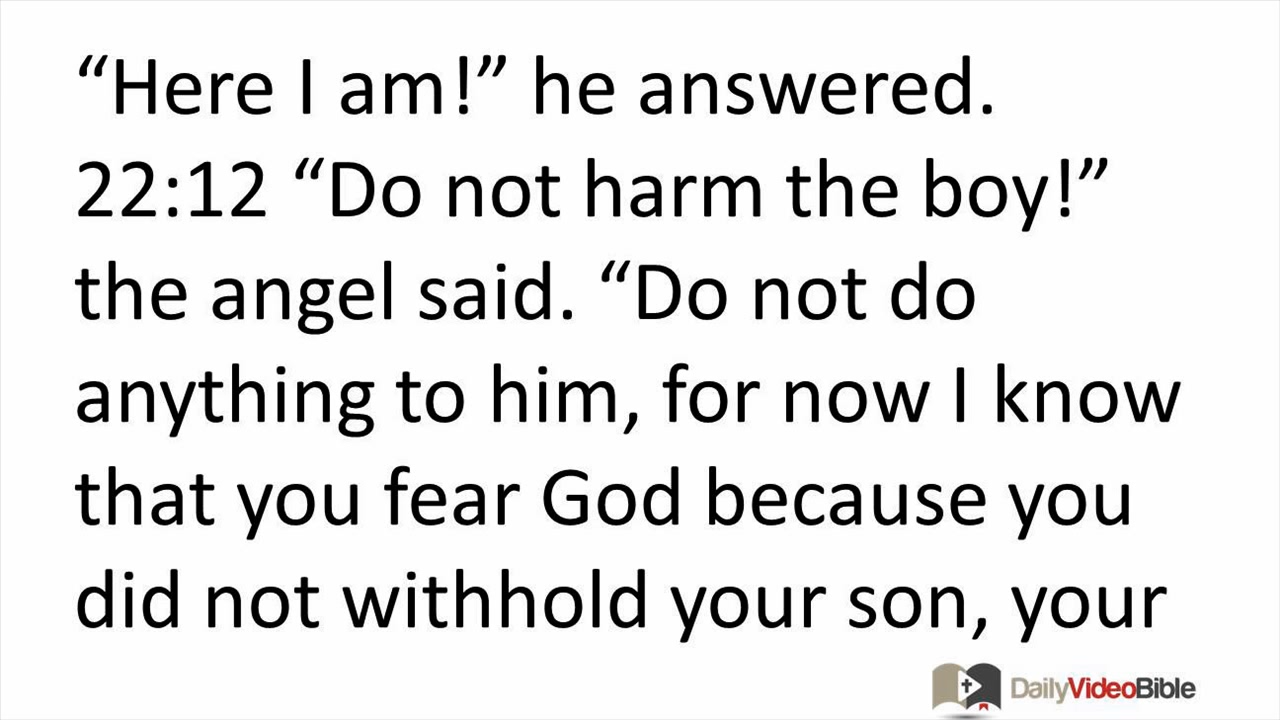 “Here I am!” he answered.
22:12 “Do not harm the boy!”
the angel said. “Do not do
anything to him, for now I know
that you fear God because you
did not withhold your son, your
DailyVideoBible